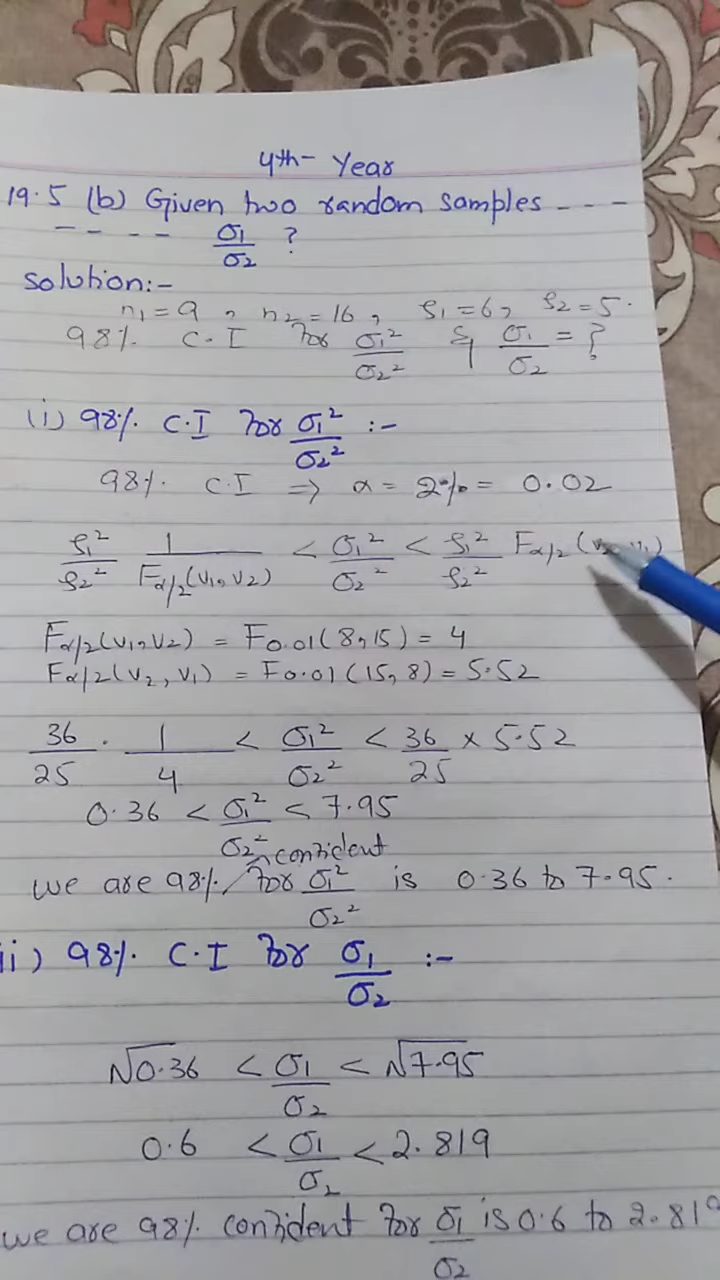 4th- Year
19.5 (b) Given two random samples - - -
- - - - σ1/σ2 ?
Solution:-
n1 = 9, n2 = 16, s1 = 6, s2 = 5.
98% C.I for σ1²/σ2² & σ1/σ2 = ?
(i) 98% C.I for σ1²/σ2² :-
98% C.I ⇒ α = 2% = 0.02
s1²/s2² 1/Fα/2(v1, v2) < σ1²/σ2² < s1²/s2² Fα/2(v2, v1)
Fα/2(v1, v2) = F0.01(8, 15) = 4
Fα/2(v2, v1) = F0.01(15, 8) = 5.52
36/25 · 1/4 < σ1²/σ2² < 36/25 × 5.52
0.36 < σ1²/σ2² < 7.95
we are 98% confident for σ1²/σ2² is 0.36 to 7.95.
ii) 98% C.I for σ1/σ2 :-
√0.36 < σ1/σ2 < √7.95
0.6 < σ1/σ2 < 2.819
we are 98% confident for σ1/σ2 is 0.6 to 2.819